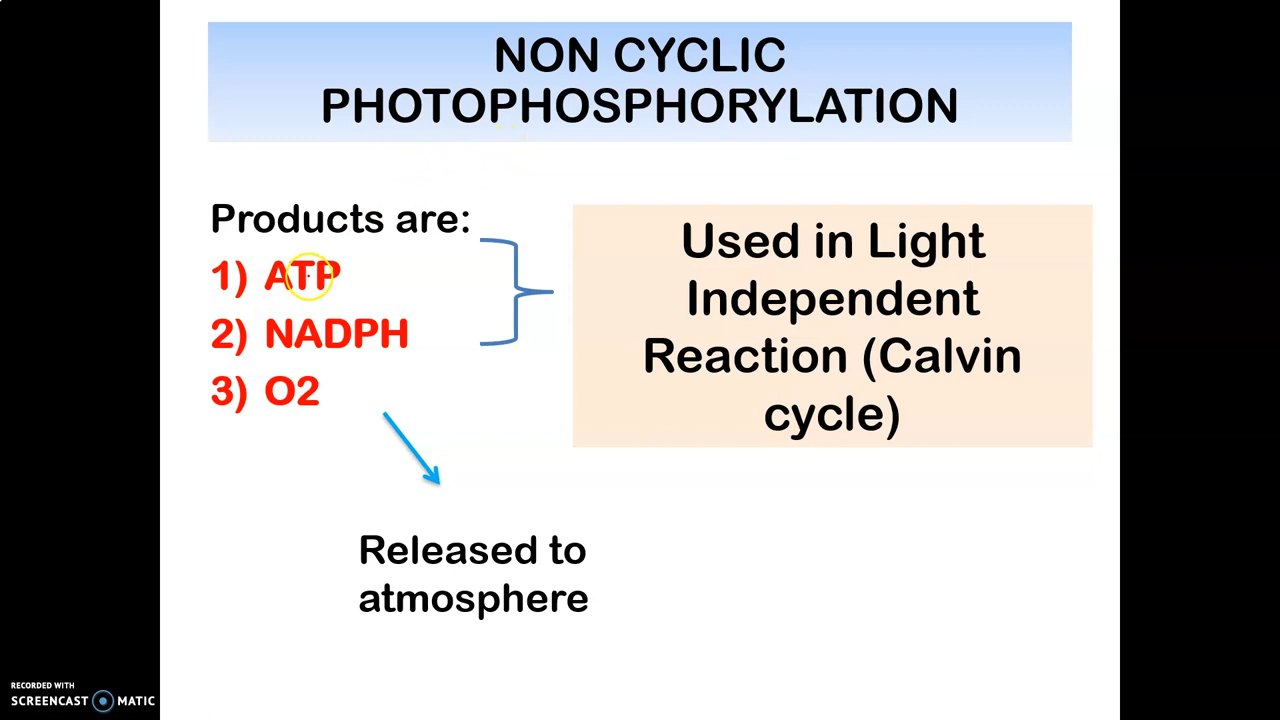 NON CYCLIC
PHOTOPHOSPHORYLATION
Products are:
1) ATP
2) NADPH
3) O2
Used in Light
Independent
Reaction (Calvin
cycle)
Released to
atmosphere
RECORDED WITH
SCREENCAST MATIC